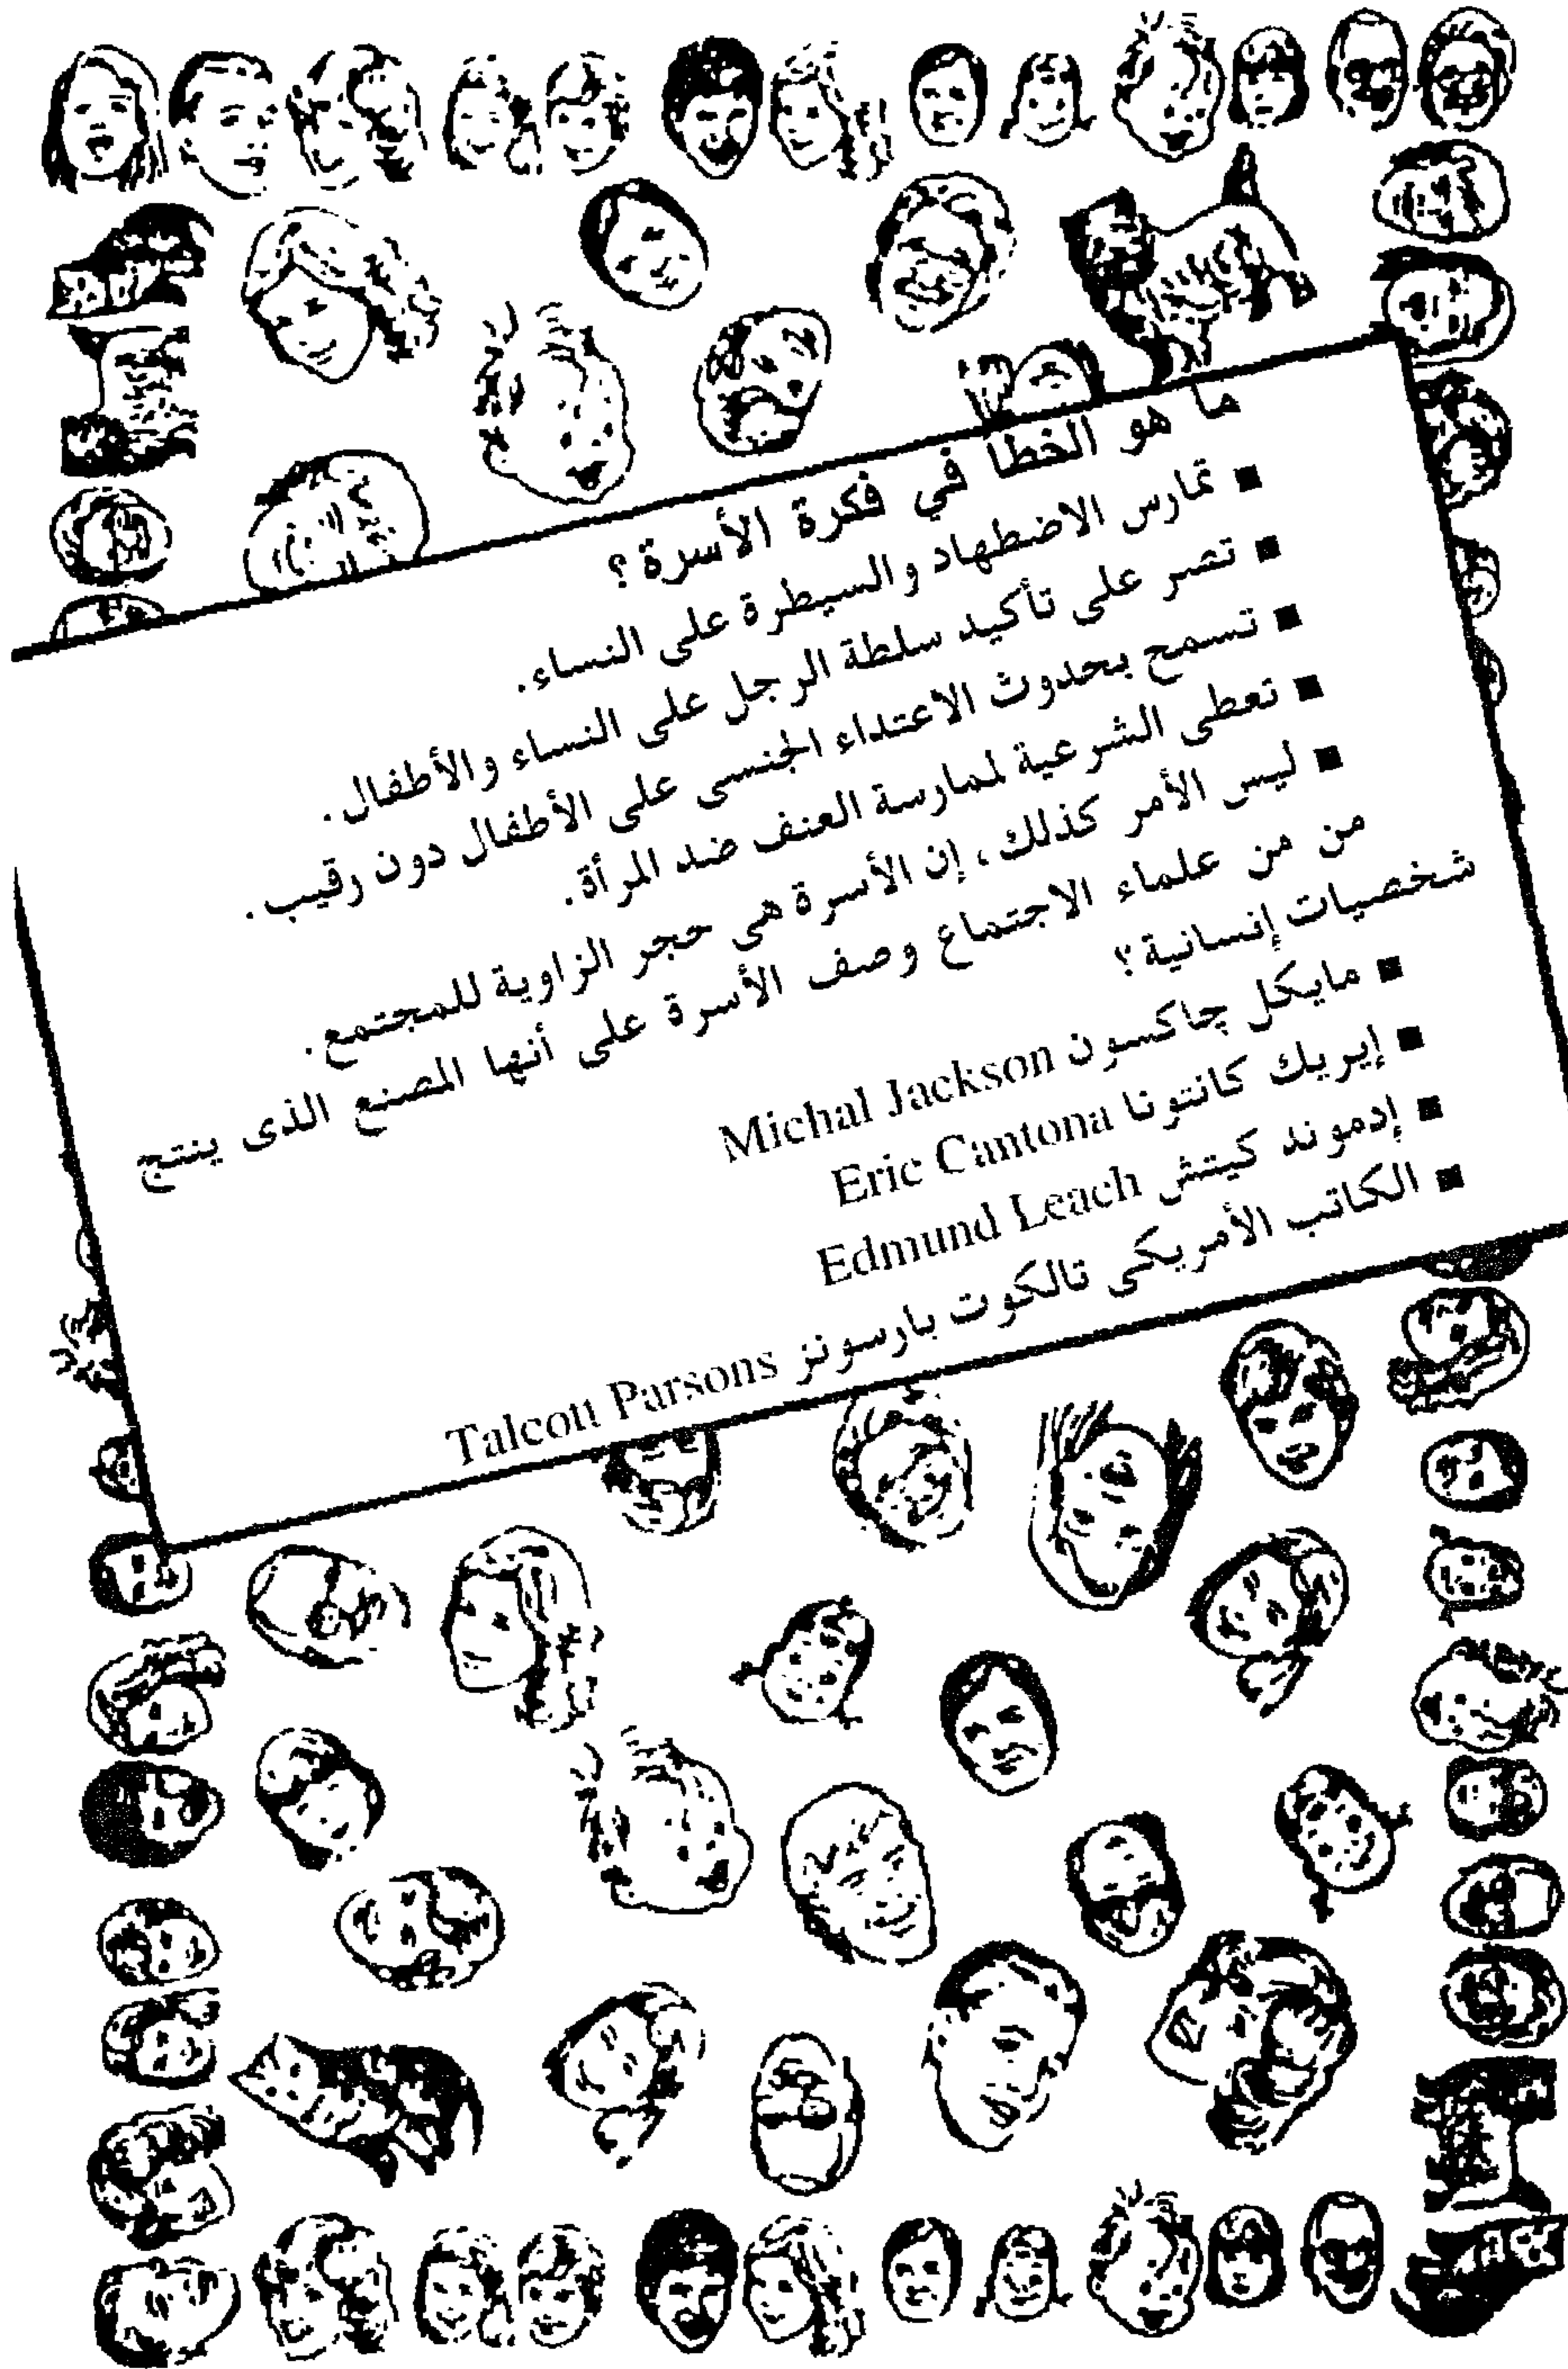 ما هو الخطأ في فكرة الأسرة؟
■ تمارس الاضطهاد والسيطرة على النساء.
■ تصر على تأكيد سلطة الرجل على النساء والأطفال.
■ تسمح بحدوث الاعتداء الجنسى على الأطفال دون رقيب.
■ تعطى الشرعية لممارسة العنف ضد المرأة.
■ ليس الأمر كذلك، إن الأسرة هى حجر الزاوية للمجتمع.
من من علماء الاجتماع وصف الأسرة على أنها المصنع الذى ينتج
شخصيات إنسانية؟
■ مايكل چاكسون Michal Jackson
■ إيريك كانتونا Eric Cantona
■ إدموند كيتش Edmund Leach
■ الكاتب الأمريكى تالكوت بارسونز Talcon Parsons